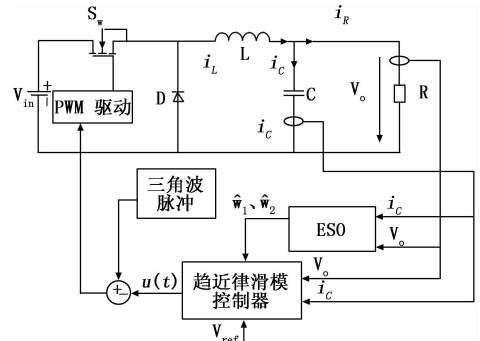 S_w
i_R
i_L
L
i_C
V_in
+
−
PWM 驱动
D
C
V_o
R
i_C
三角波
脉冲
ŵ_1、ŵ_2
ESO
i_C
V_o
u(t)
+
−
趋近律滑模
控制器
V_o
i_C
V_ref